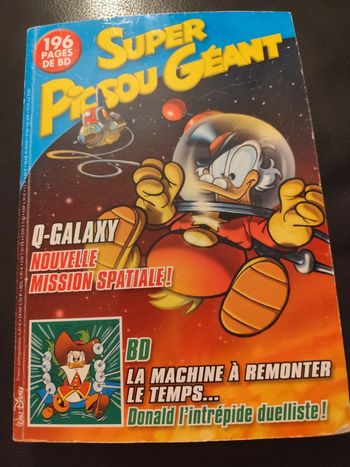 196
PAGES
DE BD
SUPER
PICSOU GÉANT
Q-GALAXY
NOUVELLE
MISSION SPATIALE!
BD
LA MACHINE À REMONTER
LE TEMPS...
Donald l'intrépide duelliste!
WALT DISNEY